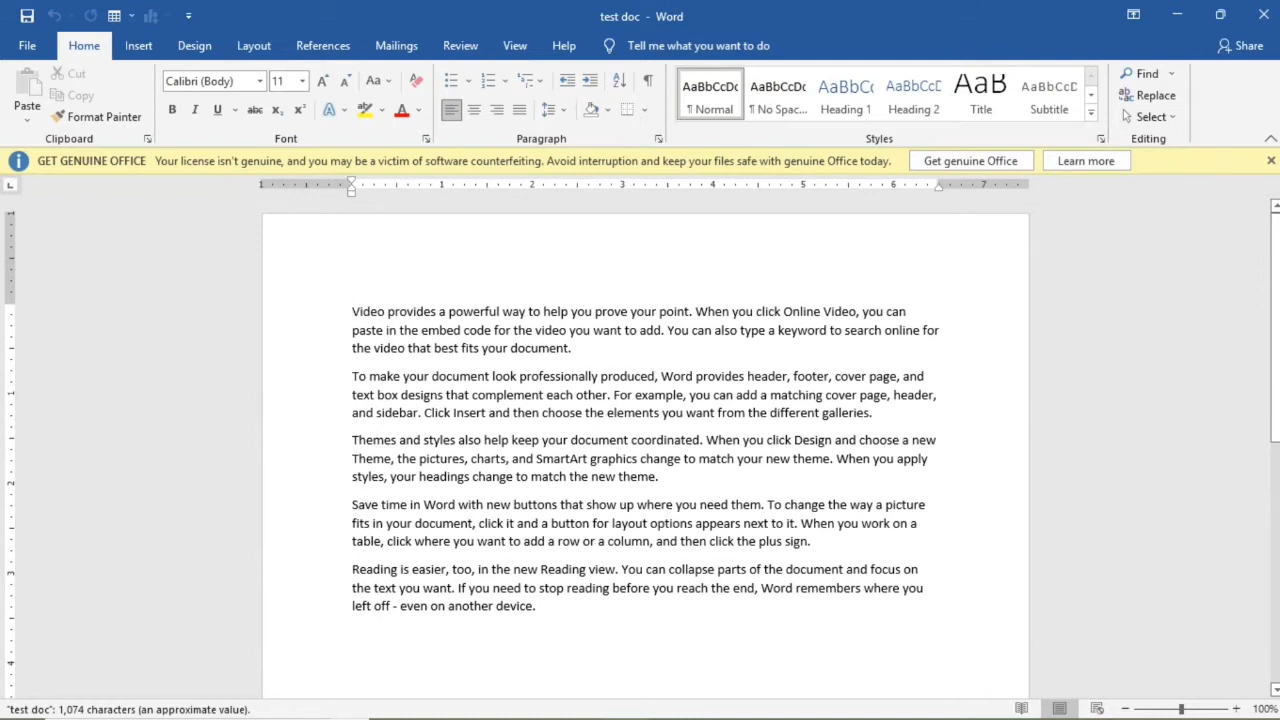 test doc - Word
File Home Insert Design Layout References Mailings Review View Help Tell me what you want to do Share
Paste
Cut
Copy
Format Painter
Clipboard
Calibri (Body) 11
Font
Paragraph
AaBbCcDc AaBbCcDc AaBbC AaBbCcD AaB AaBbCcD
¶ Normal ¶ No Spac... Heading 1 Heading 2 Title Subtitle
Styles
Find
Replace
Select
Editing
GET GENUINE OFFICE Your license isn't genuine, and you may be a victim of software counterfeiting. Avoid interruption and keep your files safe with genuine Office today. Get genuine Office Learn more
1 1 2 3 4 5 6 7
Video provides a powerful way to help you prove your point. When you click Online Video, you can
paste in the embed code for the video you want to add. You can also type a keyword to search online for
the video that best fits your document.
To make your document look professionally produced, Word provides header, footer, cover page, and
text box designs that complement each other. For example, you can add a matching cover page, header,
and sidebar. Click Insert and then choose the elements you want from the different galleries.
Themes and styles also help keep your document coordinated. When you click Design and choose a new
Theme, the pictures, charts, and SmartArt graphics change to match your new theme. When you apply
styles, your headings change to match the new theme.
Save time in Word with new buttons that show up where you need them. To change the way a picture
fits in your document, click it and a button for layout options appears next to it. When you work on a
table, click where you want to add a row or a column, and then click the plus sign.
Reading is easier, too, in the new Reading view. You can collapse parts of the document and focus on
the text you want. If you need to stop reading before you reach the end, Word remembers where you
left off - even on another device.
"test doc": 1,074 characters (an approximate value). 100%